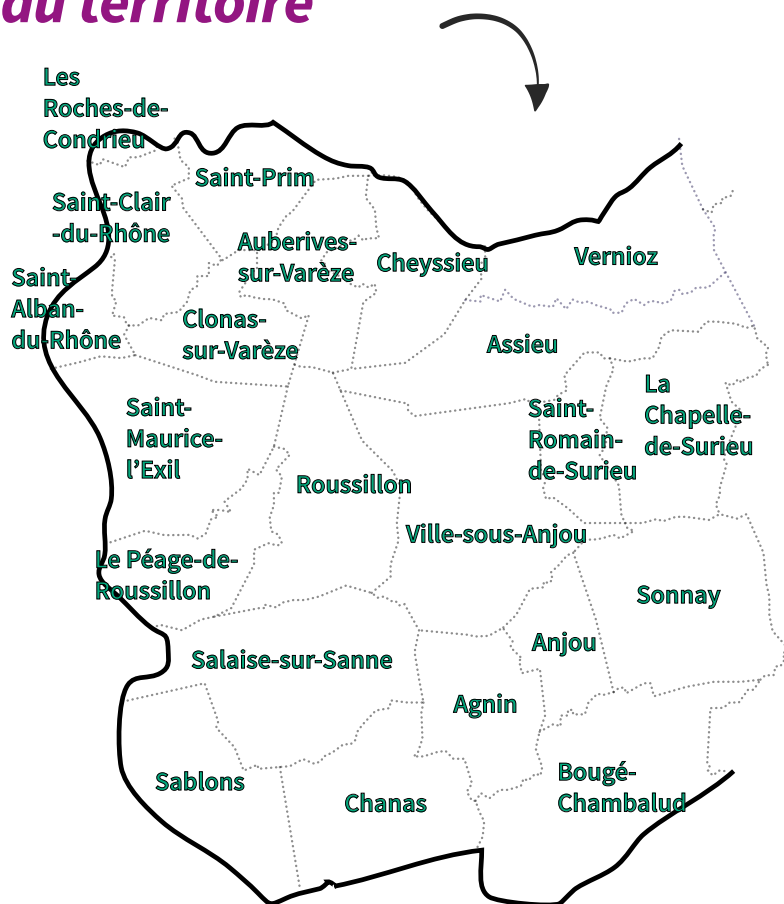 du territoire
Les
Roches-de-
Condrieu
Saint-Prim
Saint-Clair
-du-Rhône
Auberives-
sur-Varèze
Cheyssieu
Vernioz
Saint-
Alban-
du-Rhône
Clonas-
sur-Varèze
Assieu
La
Chapelle-
de-Surieu
Saint-
Maurice-
l’Exil
Saint-
Romain-
de-Surieu
Roussillon
Ville-sous-Anjou
Le Péage-de-
Roussillon
Sonnay
Anjou
Salaise-sur-Sanne
Agnin
Sablons
Chanas
Bougé-
Chambalud